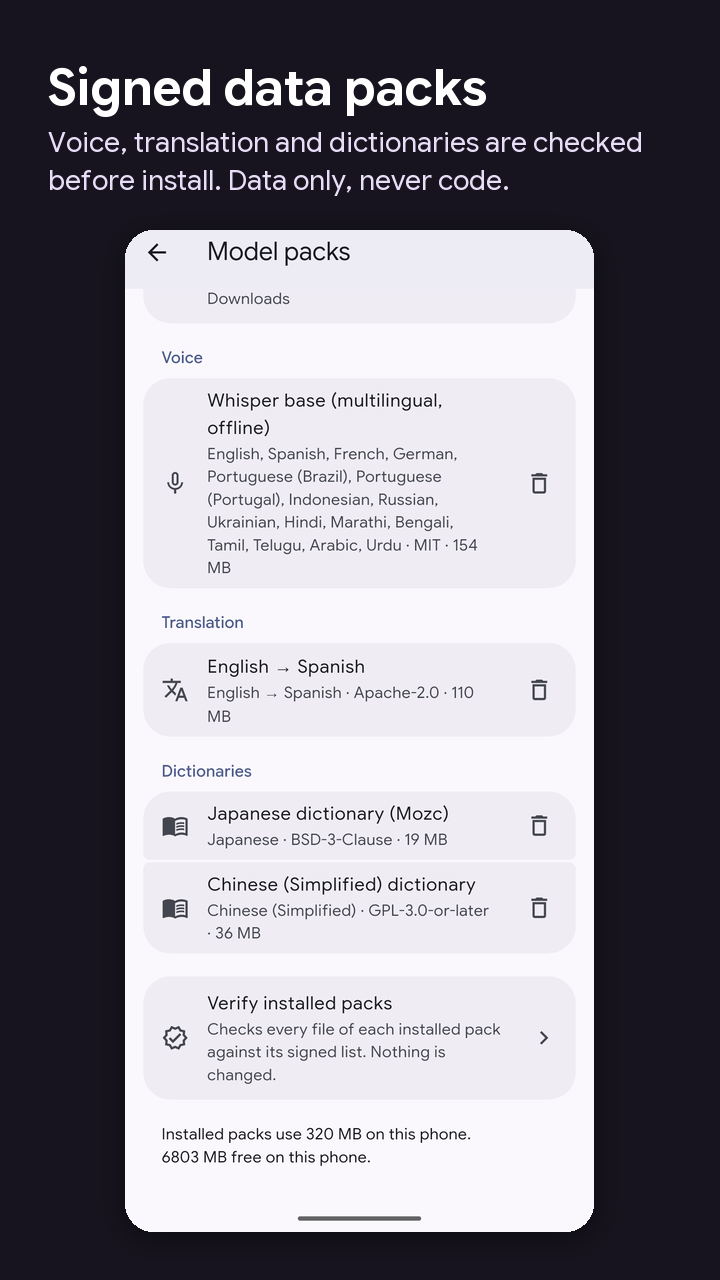 Signed data packs
Voice, translation and dictionaries are checked
before install. Data only, never code.
Model packs
Downloads
Voice
Whisper base (multilingual,
offline)
English, Spanish, French, German,
Portuguese (Brazil), Portuguese
(Portugal), Indonesian, Russian,
Ukrainian, Hindi, Marathi, Bengali,
Tamil, Telugu, Arabic, Urdu · MIT · 154
MB
Translation
English → Spanish
English → Spanish · Apache-2.0 · 110
MB
Dictionaries
Japanese dictionary (Mozc)
Japanese · BSD-3-Clause · 19 MB
Chinese (Simplified) dictionary
Chinese (Simplified) · GPL-3.0-or-later
· 36 MB
Verify installed packs
Checks every file of each installed pack
against its signed list. Nothing is
changed.
Installed packs use 320 MB on this phone.
6803 MB free on this phone.